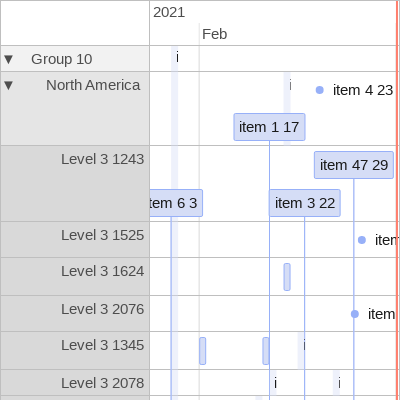 2021
Feb
▼ Group 10
i
▼ North America
i
item 4 23
item 1 17
Level 3 1243
item 47 29
item 6 3
item 3 22
Level 3 1525
item
Level 3 1624
Level 3 2076
item
Level 3 1345
i
Level 3 2078
i
i